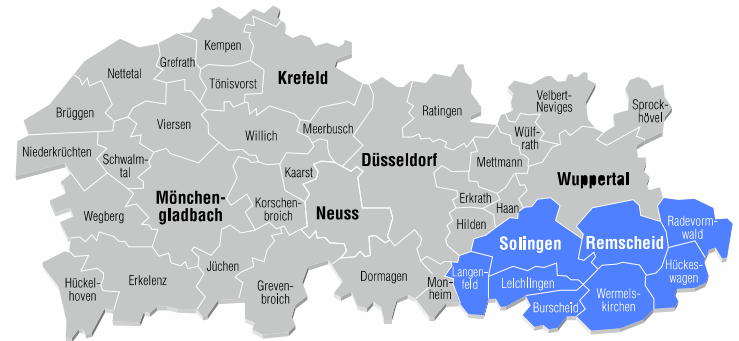 Kempen
Grefrath
Nettetal
Tönisvorst
Krefeld
Brüggen
Viersen
Willich
Meerbusch
Ratingen
Velbert-
Neviges
Sprock-
hövel
Wülf-
rath
Niederkrüchten
Schwalm-
tal
Kaarst
Düsseldorf
Mettmann
Wuppertal
Mönchen-
gladbach
Korschen-
broich
Neuss
Erkrath
Haan
Hilden
Wegberg
Solingen
Remscheid
Radevorm-
wald
Hückel-
hoven
Erkelenz
Jüchen
Greven-
broich
Dormagen
Mon-
heim
Langen-
feld
Leichlingen
Burscheid
Wermels-
kirchen
Hückes-
wagen